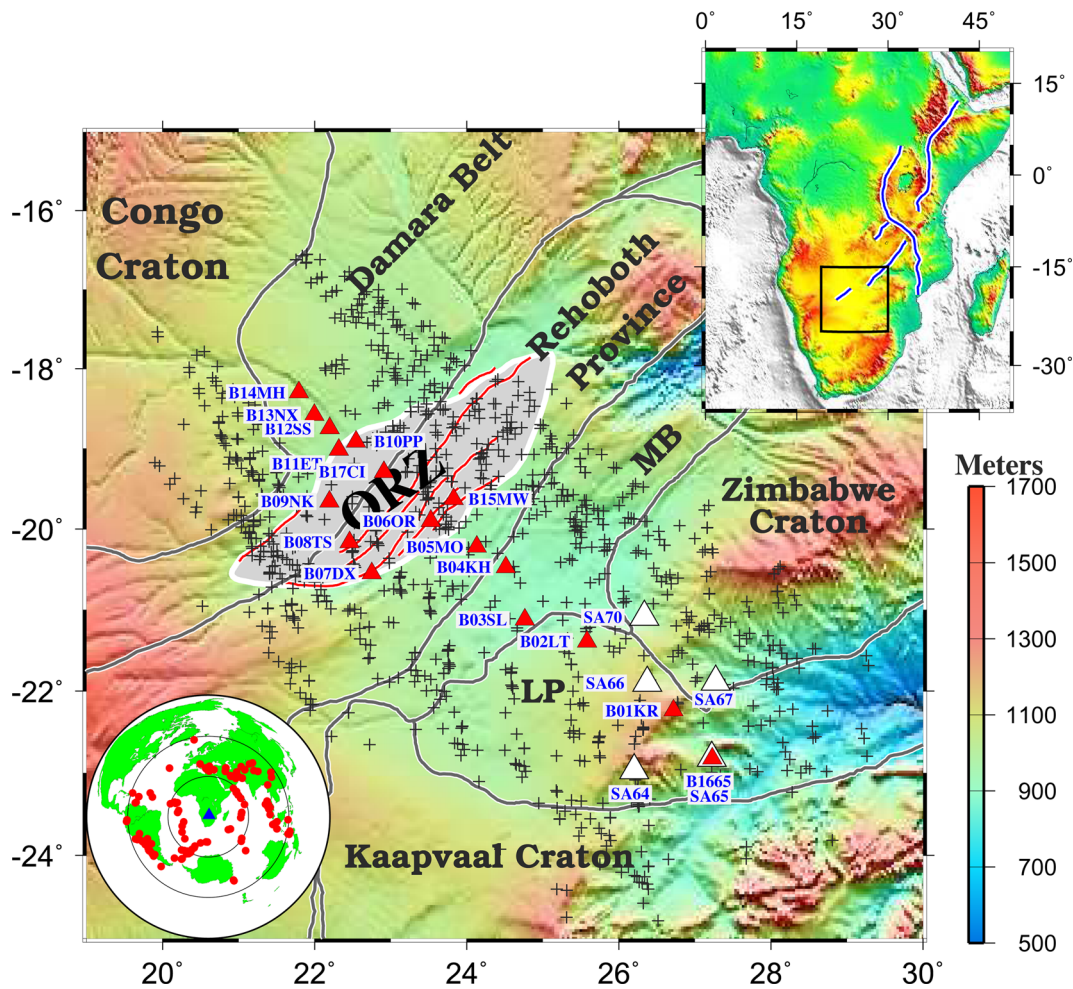 0° 15° 30° 45°
15°
0°
-15°
-30°
-16°
-18°
-20°
-22°
-24°
20° 22° 24° 26° 28° 30°
Congo
Craton
Damara Belt
Rehoboth
Province
MB
Zimbabwe
Craton
ORZ
LP
Kaapvaal Craton
B14MH
B13NX
B12SS
B10PP
B11ET
B17CI
B09NK
B15MW
B06OR
B08TS
B05MO
B07DX
B04KH
B03SL
SA70
B02LT
SA66
SA67
B01KR
SA64
B1665
SA65
Meters
1700
1500
1300
1100
900
700
500